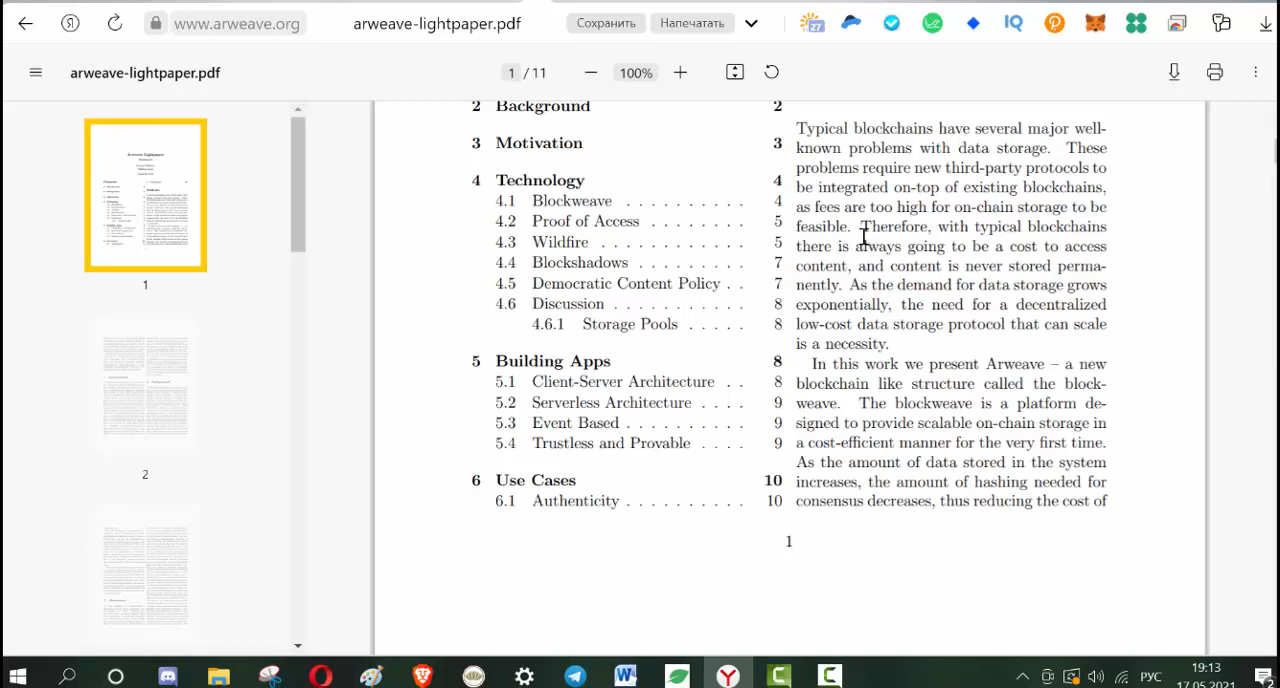 www.arweave.org
arweave-lightpaper.pdf
Сохранить
Напечатать
27
IQ
arweave-lightpaper.pdf
1 / 11
100%
1
2
2 Background 2
3 Motivation 3
4 Technology 4
4.1 Blockweave . . . . . . . . . 4
4.2 Proof of Access . . . . . . . 5
4.3 Wildfire . . . . . . . . . . . 5
4.4 Blockshadows . . . . . . . . 7
4.5 Democratic Content Policy . . 7
4.6 Discussion . . . . . . . . . . 8
4.6.1 Storage Pools . . . . . 8
5 Building Apps 8
5.1 Client-Server Architecture . . 8
5.2 Serverless Architecture . . . . 9
5.3 Event Based . . . . . . . . . 9
5.4 Trustless and Provable . . . . 9
6 Use Cases 10
6.1 Authenticity . . . . . . . . . . 10
Typical blockchains have several major well-
known problems with data storage. These
problems require new third-party protocols to
be integrated on-top of existing blockchains,
as fees are too high for on-chain storage to be
feasible. Therefore, with typical blockchains
there is always going to be a cost to access
content, and content is never stored perma-
nently. As the demand for data storage grows
exponentially, the need for a decentralized
low-cost data storage protocol that can scale
is a necessity.
In this work we present Arweave – a new
blockchain like structure called the block-
weave. The blockweave is a platform de-
signed to provide scalable on-chain storage in
a cost-efficient manner for the very first time.
As the amount of data stored in the system
increases, the amount of hashing needed for
consensus decreases, thus reducing the cost of
1
РУС
19:13
17.05.2021